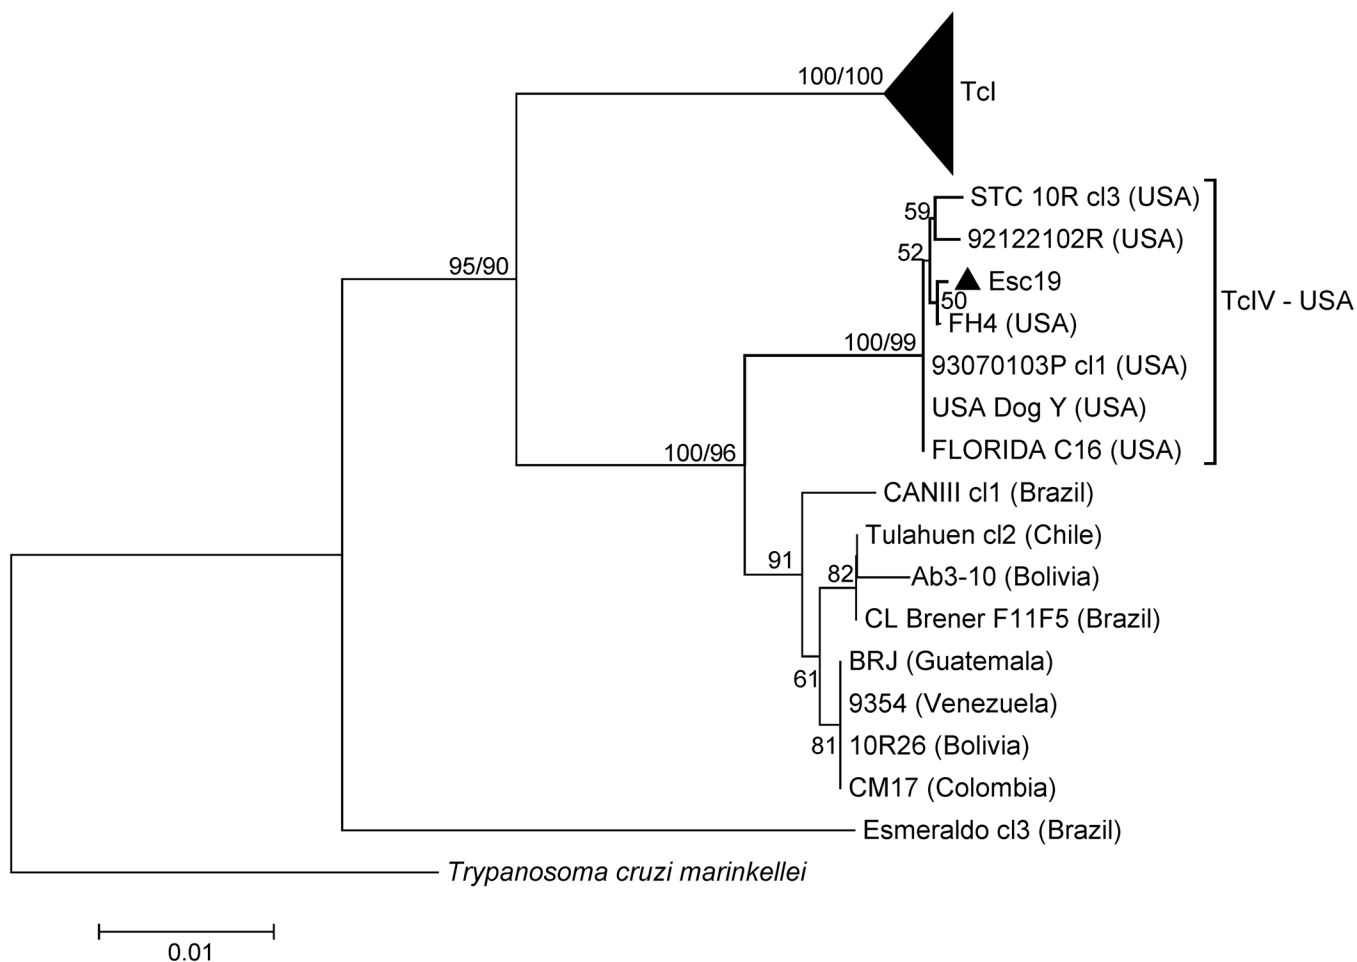 100/100
TcI
STC 10R cl3 (USA)
59
92122102R (USA)
52
Esc19
50
TcIV - USA
FH4 (USA)
100/99
93070103P cl1 (USA)
USA Dog Y (USA)
FLORIDA C16 (USA)
95/90
100/96
CANIII cl1 (Brazil)
Tulahuen cl2 (Chile)
91
82
Ab3-10 (Bolivia)
CL Brener F11F5 (Brazil)
BRJ (Guatemala)
61
9354 (Venezuela)
81
10R26 (Bolivia)
CM17 (Colombia)
Esmeraldo cl3 (Brazil)
Trypanosoma cruzi marinkellei
0.01